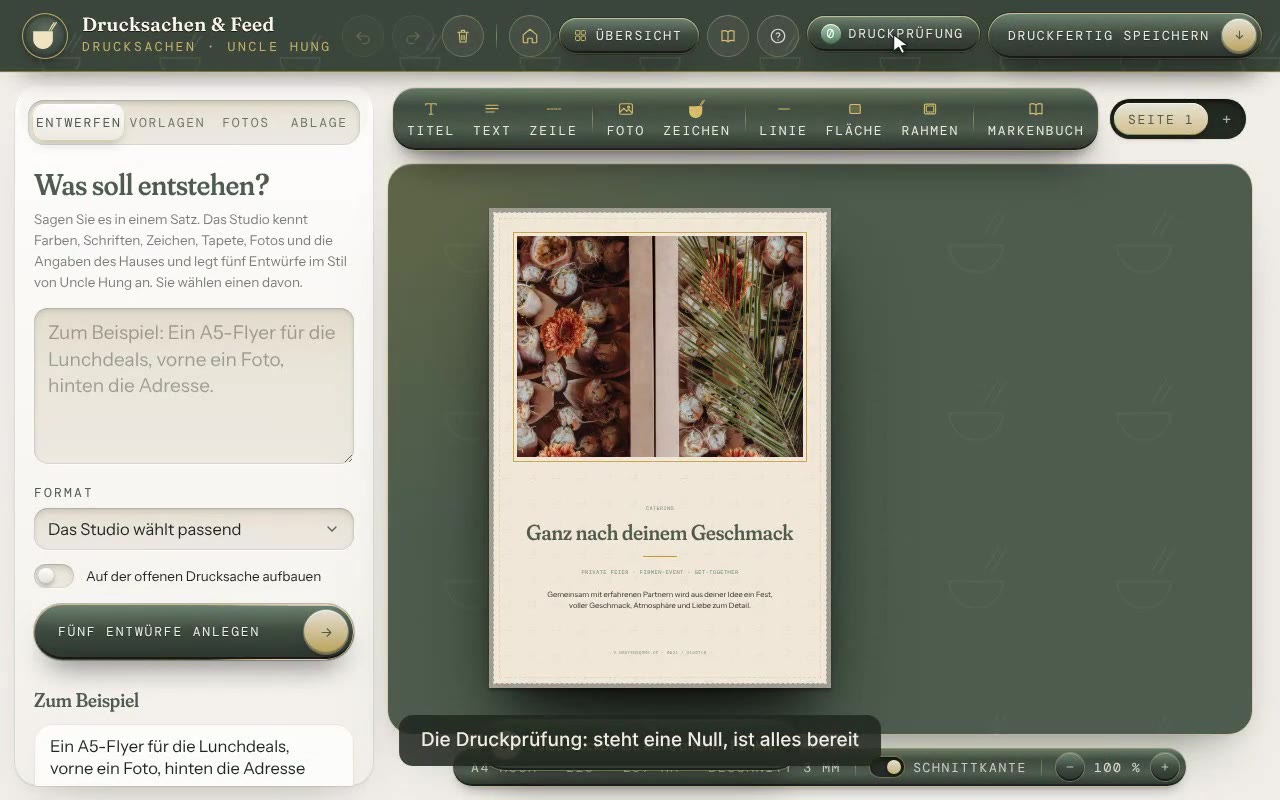 Drucksachen & Feed
DRUCKSACHEN · UNCLE HUNG
ÜBERSICHT
0 DRUCKPRÜFUNG
DRUCKFERTIG SPEICHERN
ENTWERFEN
VORLAGEN
FOTOS
ABLAGE
TITEL
TEXT
ZEILE
FOTO
ZEICHEN
LINIE
FLÄCHE
RAHMEN
MARKENBUCH
SEITE 1
+
Was soll entstehen?
Sagen Sie es in einem Satz. Das Studio kennt
Farben, Schriften, Zeichen, Tapete, Fotos und die
Angaben des Hauses und legt fünf Entwürfe im Stil
von Uncle Hung an. Sie wählen einen davon.
Zum Beispiel: Ein A5-Flyer für die
Lunchdeals, vorne ein Foto,
hinten die Adresse.
FORMAT
Das Studio wählt passend
Auf der offenen Drucksache aufbauen
FÜNF ENTWÜRFE ANLEGEN
Zum Beispiel
Ein A5-Flyer für die Lunchdeals,
vorne ein Foto, hinten die Adresse
CATERING
Ganz nach deinem Geschmack
PRIVATE FEIER · FIRMEN-EVENT · GET-TOGETHER
Gemeinsam mit erfahrenen Partnern wird aus deiner Idee ein Fest,
voller Geschmack, Atmosphäre und Liebe zum Detail.
Die Druckprüfung: steht eine Null, ist alles bereit
3 MM
SCHNITTKANTE
− 100 % +